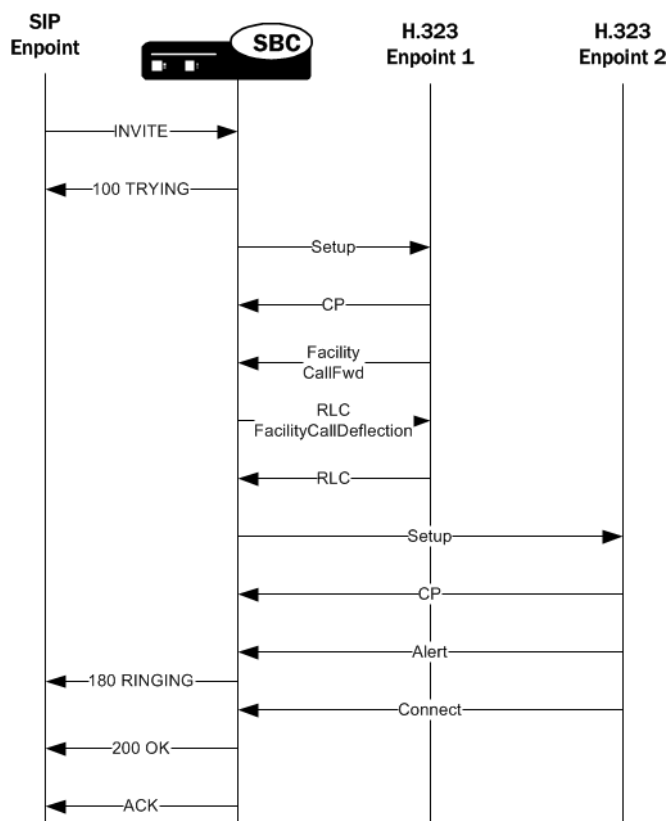 SIP
Enpoint
SBC
H.323
Enpoint 1
H.323
Enpoint 2
INVITE
100 TRYING
Setup
CP
Facility
CallFwd
RLC
FacilityCallDeflection
RLC
Setup
CP
Alert
180 RINGING
Connect
200 OK
ACK